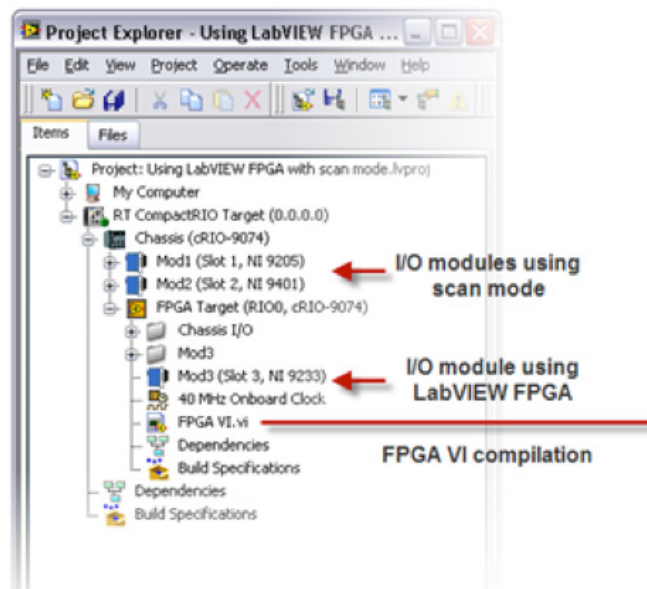 Project Explorer - Using LabVIEW FPGA ...
File Edit View Project Operate Tools Window Help
Items Files
Project: Using LabVIEW FPGA with scan mode.lvproj
My Computer
RT CompactRIO Target (0.0.0.0)
Chassis (cRIO-9074)
Mod1 (Slot 1, NI 9205)
Mod2 (Slot 2, NI 9401)
I/O modules using
scan mode
FPGA Target (RIO0, cRIO-9074)
Chassis I/O
Mod3
Mod3 (Slot 3, NI 9233)
I/O module using
LabVIEW FPGA
40 MHz Onboard Clock
FPGA VI.vi
FPGA VI compilation
Dependencies
Build Specifications
Dependencies
Build Specifications